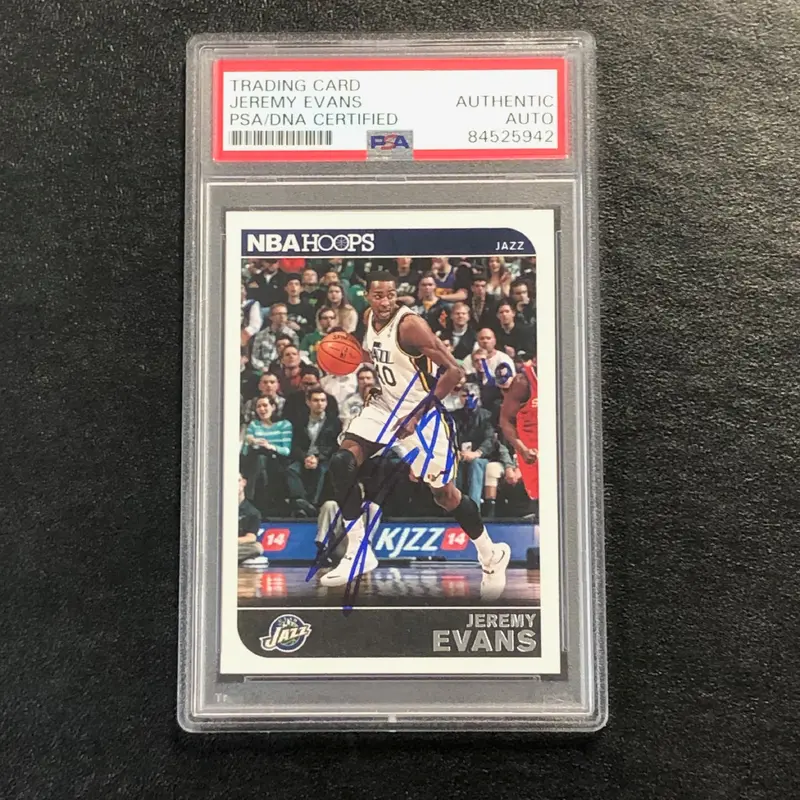 TRADING CARD
JEREMY EVANS
PSA/DNA CERTIFIED
AUTHENTIC
AUTO
84525942
PSA
NBA HOOPS
JAZZ
40
14
KJZZ 14
JAZZ
JEREMY
EVANS